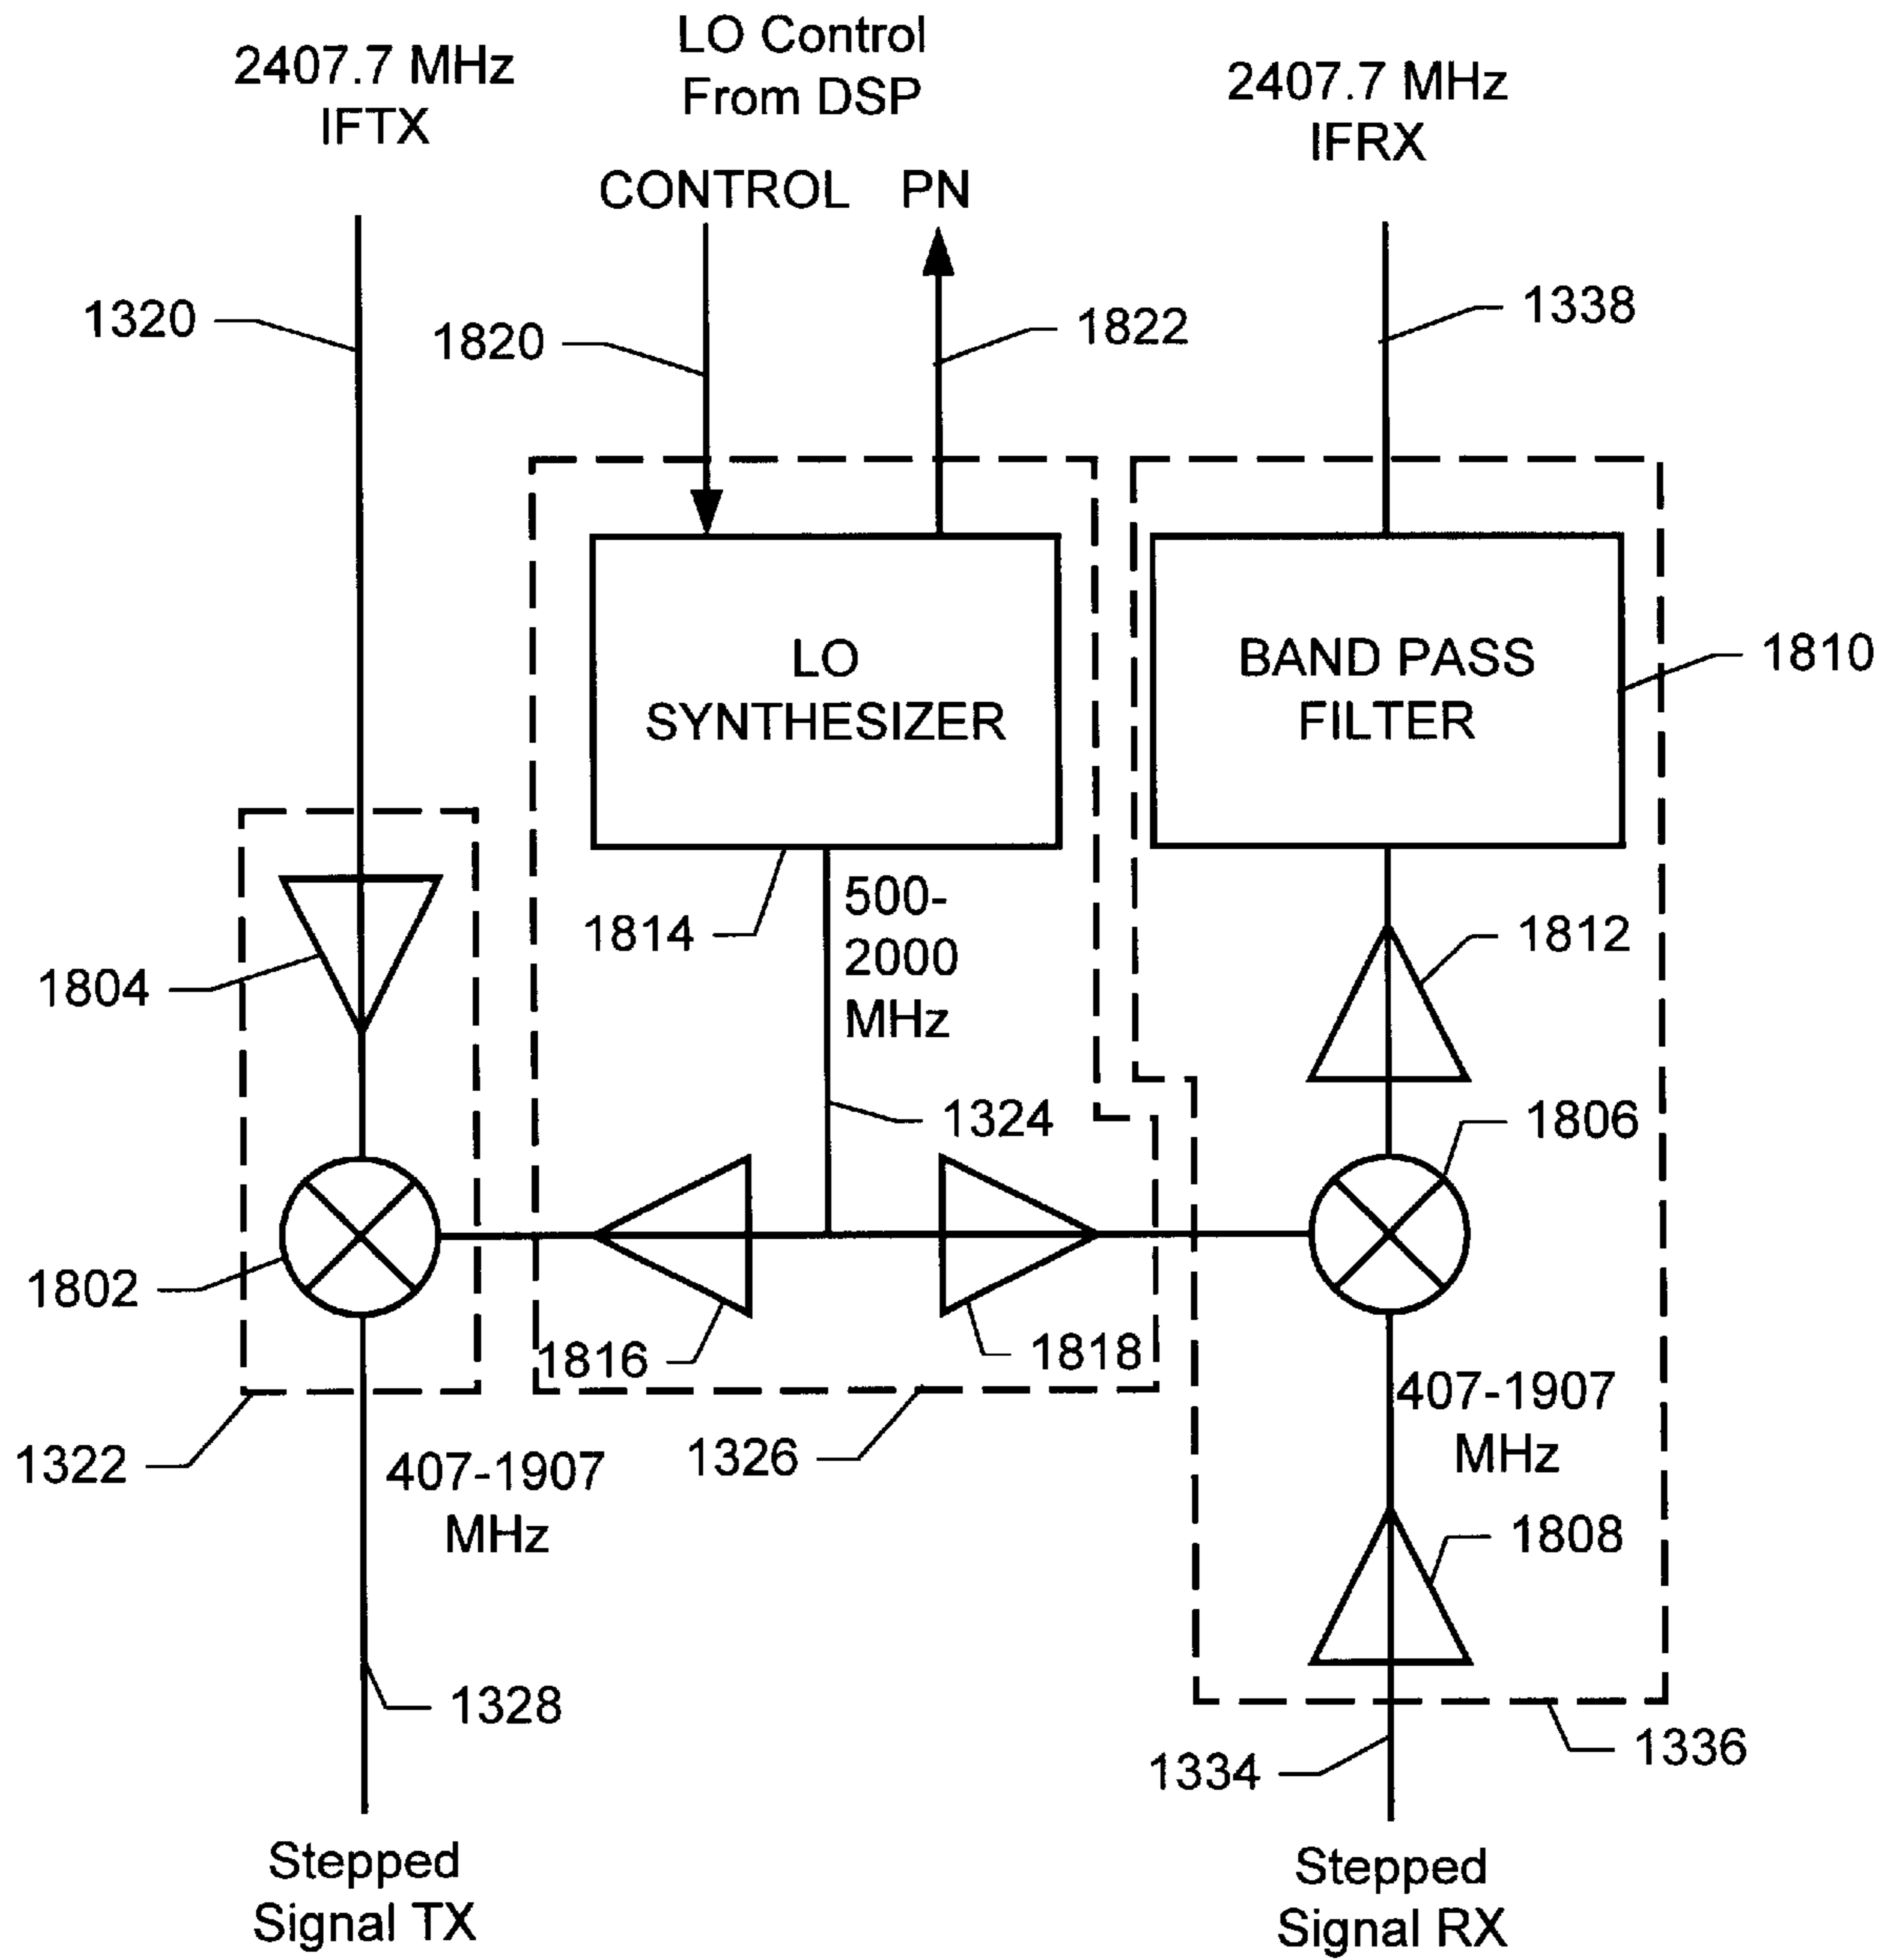 2407.7 MHz
IFTX
LO Control
From DSP
2407.7 MHz
IFRX
CONTROL
PN
1320
1820
1822
1338
LO
SYNTHESIZER
BAND PASS
FILTER
1810
1814
500-
2000
MHz
1804
1812
1324
1806
1802
1816
1818
1322
407-1907
MHz
1326
407-1907
MHz
1808
1328
1334
1336
Stepped
Signal TX
Stepped
Signal RX